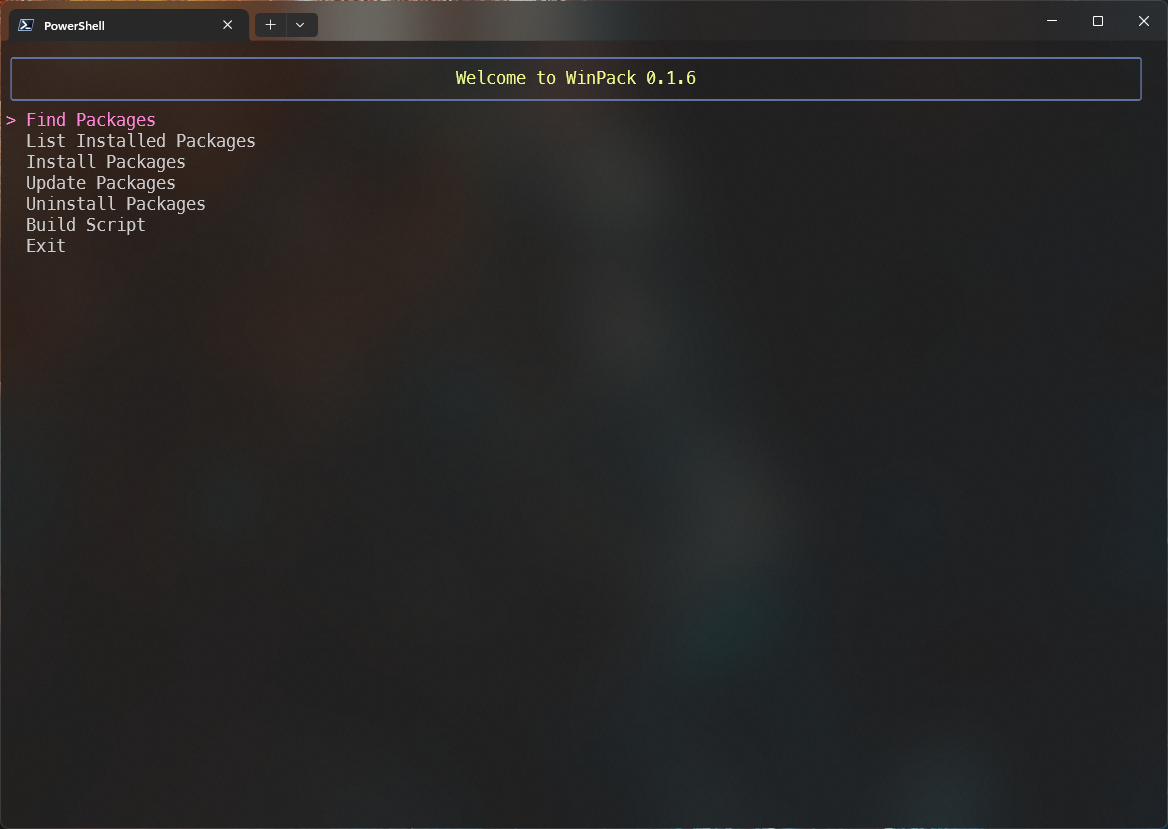 PowerShell
Welcome to WinPack 0.1.6
> Find Packages
List Installed Packages
Install Packages
Update Packages
Uninstall Packages
Build Script
Exit